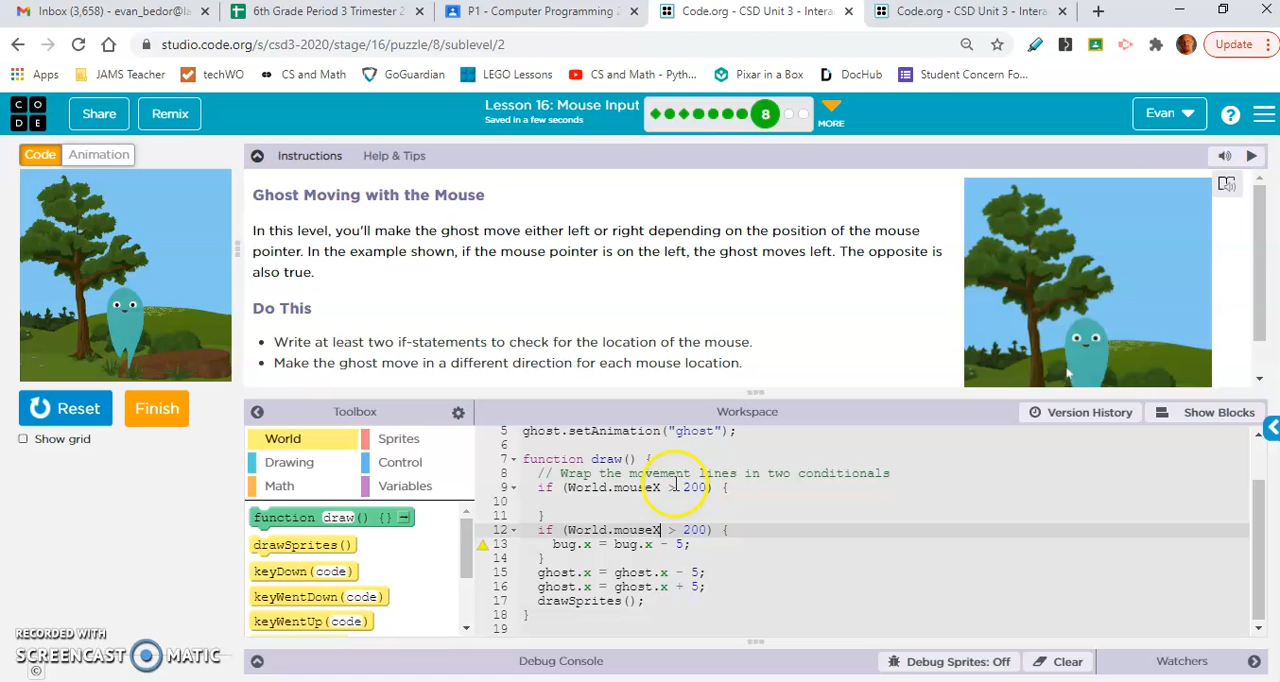 Inbox (3,658) - evan_bedor@la
6th Grade Period 3 Trimester 2
P1 - Computer Programming
Code.org - CSD Unit 3 - Intera
Code.org - CSD Unit 3 - Intera
studio.code.org/s/csd3-2020/stage/16/puzzle/8/sublevel/2
Update
Apps
JAMS Teacher
techWO
CS and Math
GoGuardian
LEGO Lessons
CS and Math - Pyth...
Pixar in a Box
DocHub
Student Concern Fo...
C O
D E
Share
Remix
Lesson 16: Mouse Input
Saved in a few seconds
8
MORE
Evan
?
Code
Animation
Instructions
Help & Tips
Ghost Moving with the Mouse
In this level, you'll make the ghost move either left or right depending on the position of the mouse
pointer. In the example shown, if the mouse pointer is on the left, the ghost moves left. The opposite is
also true.
Do This
• Write at least two if-statements to check for the location of the mouse.
• Make the ghost move in a different direction for each mouse location.
Reset
Finish
Show grid
Toolbox
Workspace
Version History
Show Blocks
World
Sprites
Drawing
Control
Math
Variables
function draw() {}
drawSprites()
keyDown(code)
keyWentDown(code)
keyWentUp(code)
5 ghost.setAnimation("ghost");
6
7 function draw() {
8 // Wrap the movement lines in two conditionals
9 if (World.mouseX > 200) {
10
11 }
12 if (World.mouseX > 200) {
13 bug.x = bug.x - 5;
14 }
15 ghost.x = ghost.x - 5;
16 ghost.x = ghost.x + 5;
17 drawSprites();
18 }
19
RECORDED WITH
SCREENCAST MATIC
©
Debug Console
Debug Sprites: Off
Clear
Watchers